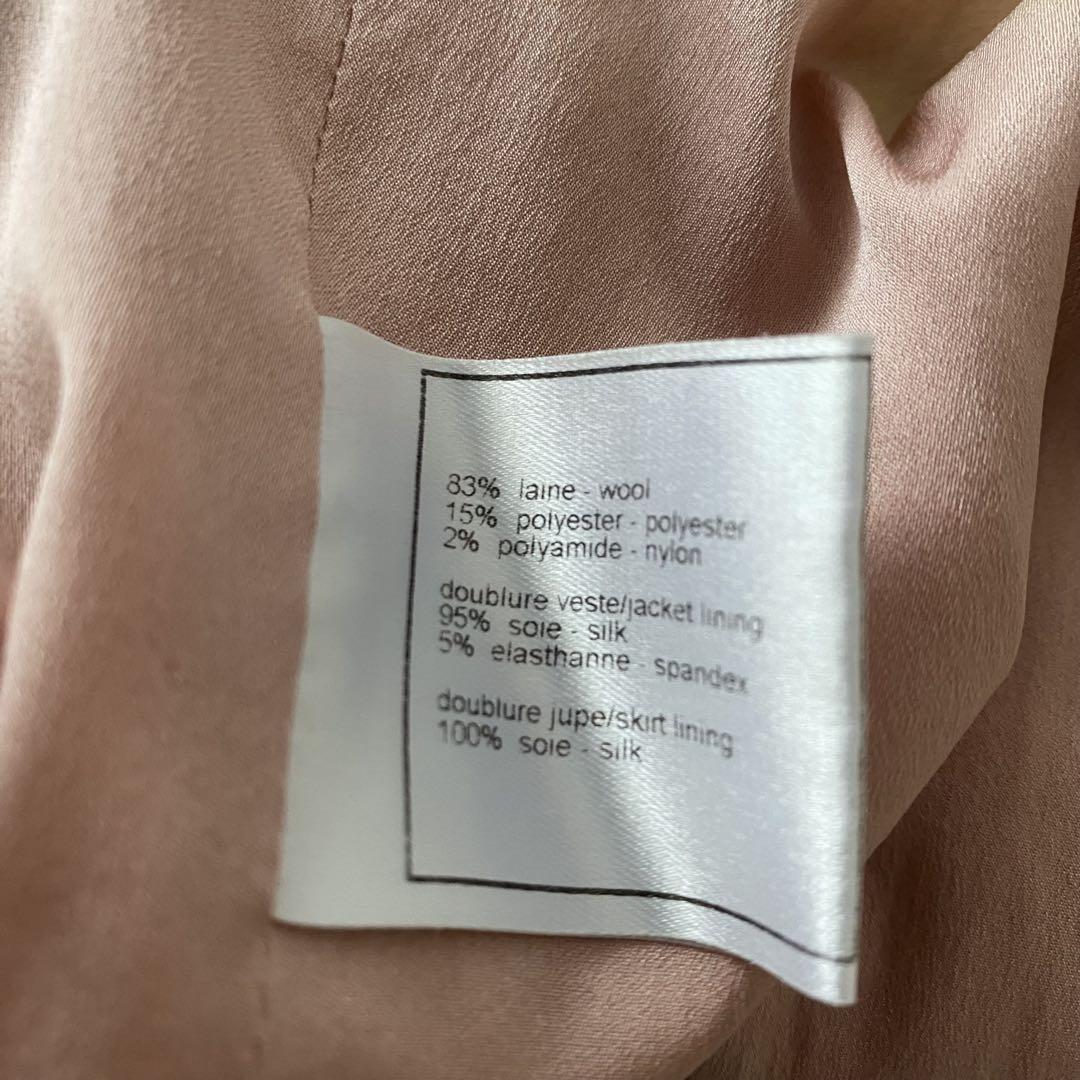 83% laine - wool
15% polyester - polyester
2% polyamide - nylon
doublure veste/jacket lining
95% soie - silk
5% elasthanne - spandex
doublure jupe/skirt lining
100% soie - silk